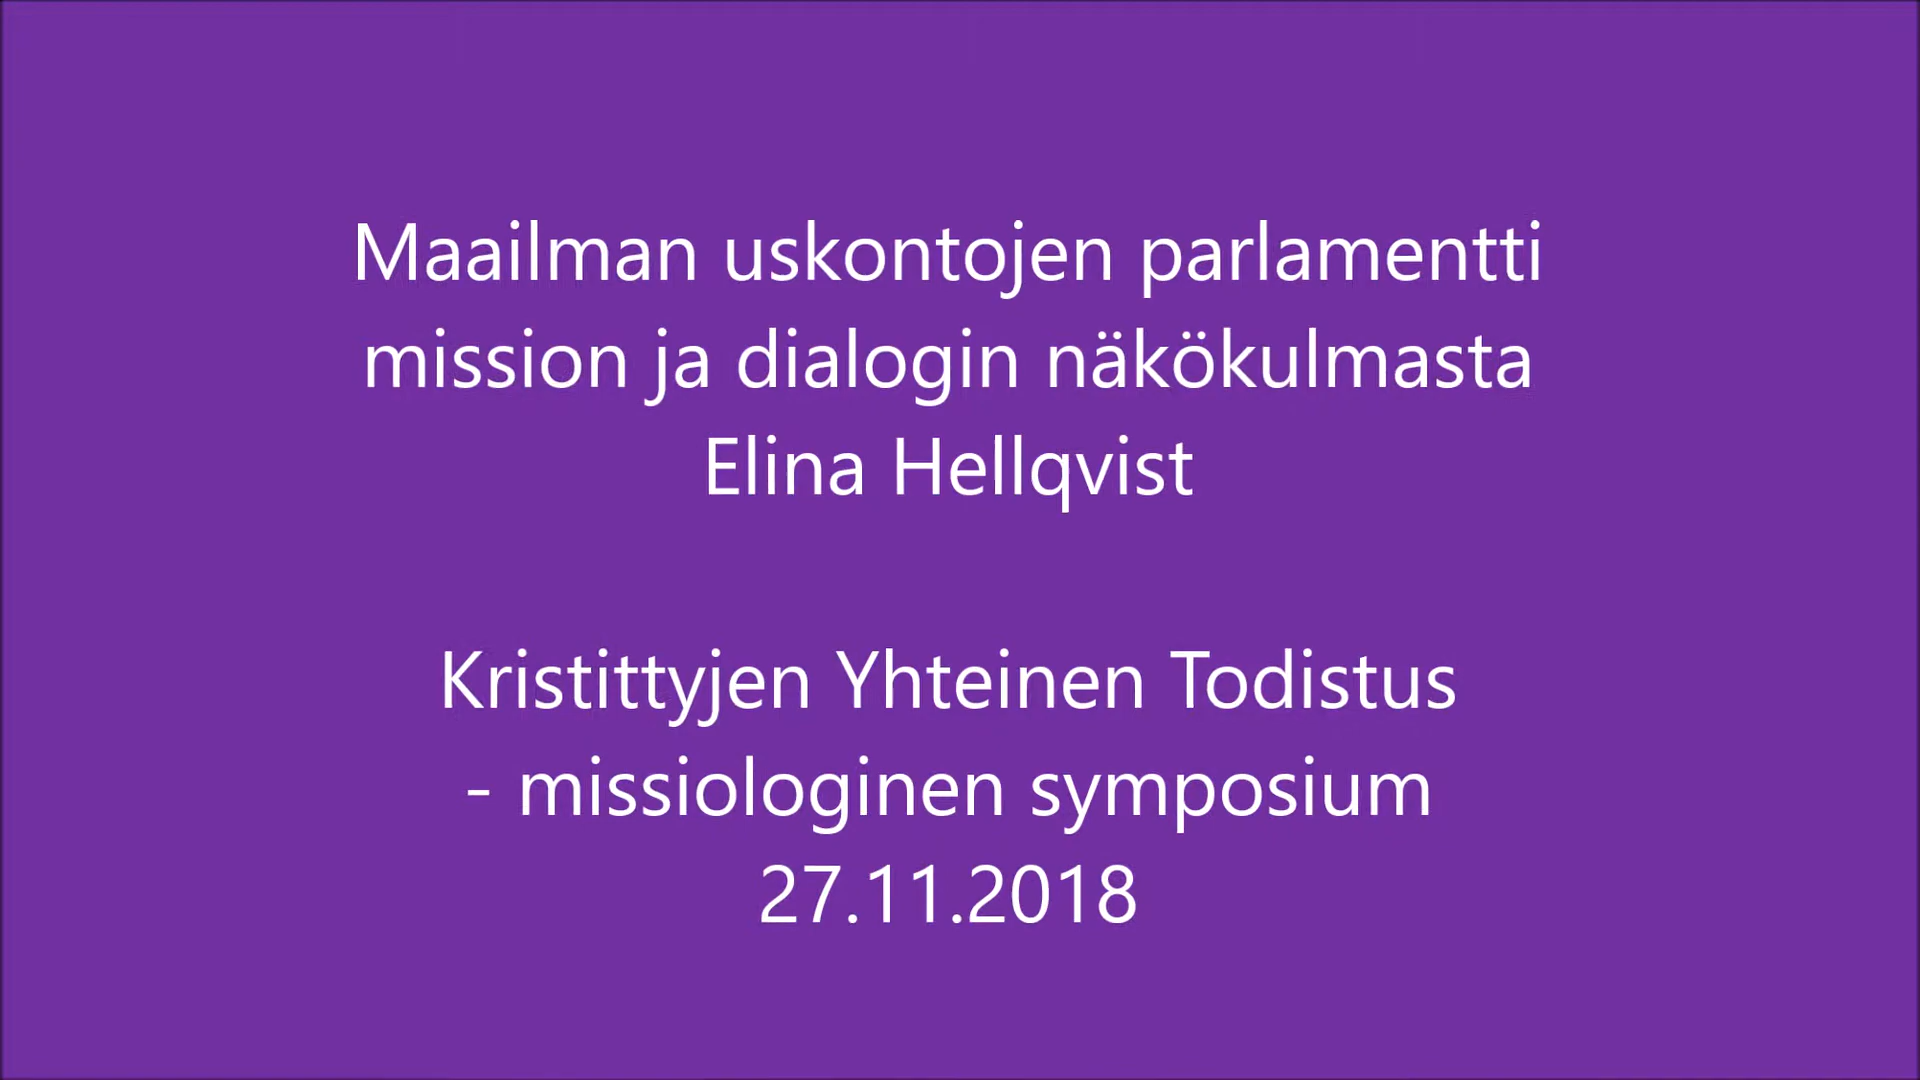 Maailman uskontojen parlamentti
mission ja dialogin näkökulmasta
Elina Hellqvist
Kristittyjen Yhteinen Todistus
- missiologinen symposium
27.11.2018